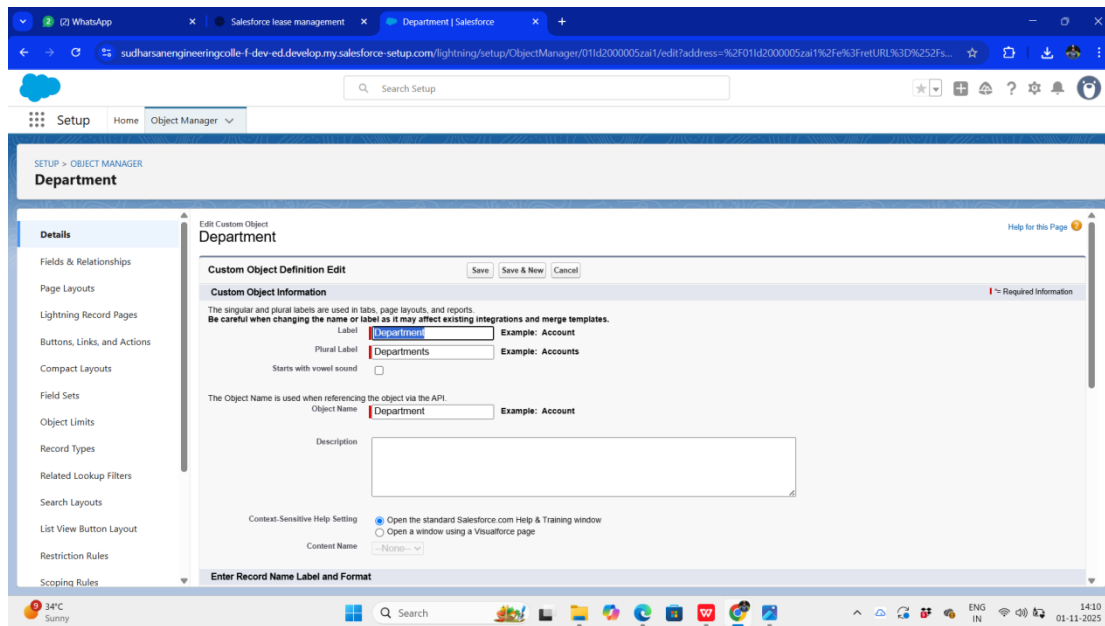 2 (2) WhatsApp
Salesforce lease management
Department | Salesforce
sudharsanengineeringcolle-f-dev-ed.develop.my.salesforce-setup.com/lightning/setup/ObjectManager/01Id2000005zai1/edit?address=%2F01Id2000005zai1%2Fe%3FretURL%3D%252Fs...
Search Setup
Setup
Home
Object Manager
SETUP > OBJECT MANAGER
Department
Details
Fields & Relationships
Page Layouts
Lightning Record Pages
Buttons, Links, and Actions
Compact Layouts
Field Sets
Object Limits
Record Types
Related Lookup Filters
Search Layouts
List View Button Layout
Restriction Rules
Scoping Rules
Edit Custom Object
Department
Help for this Page
Custom Object Definition Edit
Save
Save & New
Cancel
Custom Object Information
= Required Information
The singular and plural labels are used in tabs, page layouts, and reports.
Be careful when changing the name or label as it may affect existing integrations and merge templates.
Label Department Example: Account
Plural Label Departments Example: Accounts
Starts with vowel sound
The Object Name is used when referencing the object via the API.
Object Name Department Example: Account
Description
Context-Sensitive Help Setting Open the standard Salesforce.com Help & Training window
Open a window using a Visualforce page
Content Name --None--
Enter Record Name Label and Format
9 34°C
Sunny
Search
ENG
IN
14:10
01-11-2025